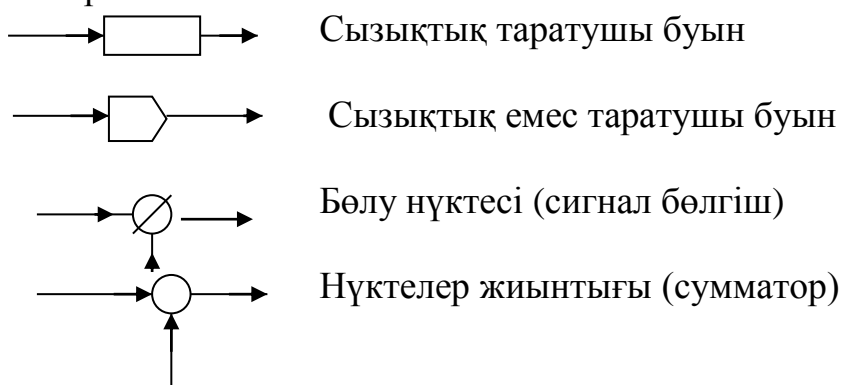 Сызықтық таратушы буын
Сызықтық емес таратушы буын
Бөлу нүктесі (сигнал бөлгіш)
Нүктелер жиынтығы (сумматор)